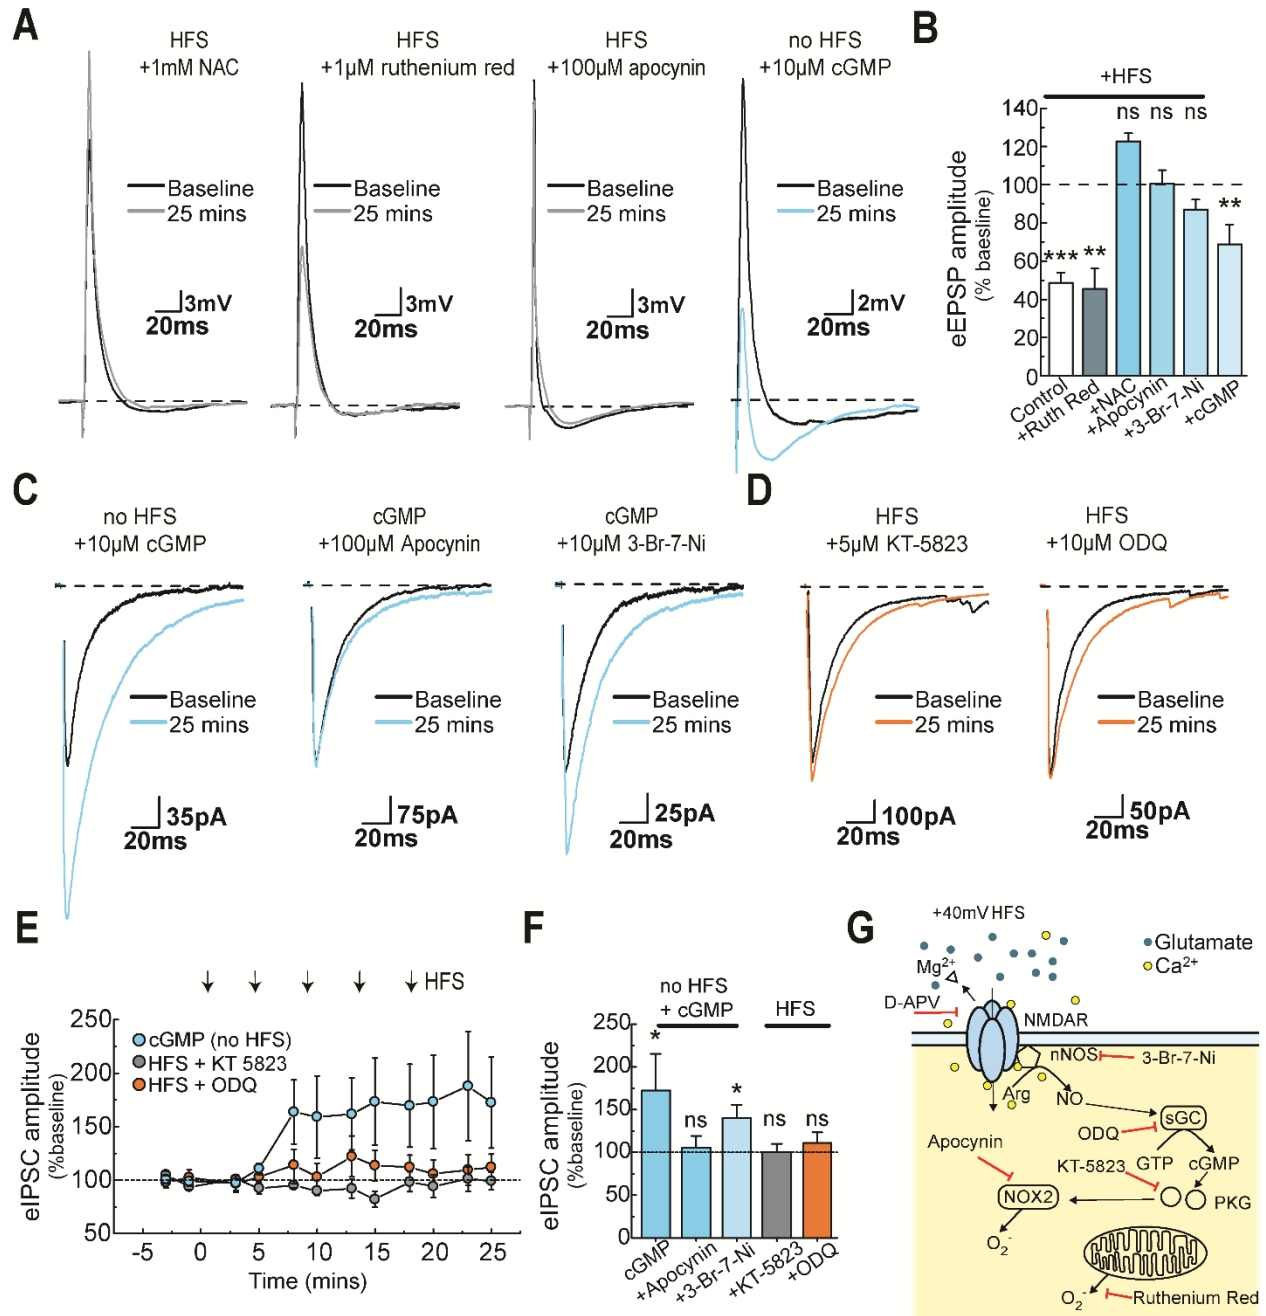 A
HFS
+1mM NAC
HFS
+1µM ruthenium red
HFS
+100µM apocynin
no HFS
+10µM cGMP
Baseline
25 mins
Baseline
25 mins
Baseline
25 mins
Baseline
25 mins
3mV
20ms
3mV
20ms
3mV
20ms
2mV
20ms
B
+HFS
eEPSP amplitude
(% baesline)
140
120
100
80
60
40
20
0
*** ** ns ns ns **
Control
+Ruth Red
+NAC
+Apocynin
+3-Br-7-Ni
+cGMP
C
no HFS
+10µM cGMP
cGMP
+100µM Apocynin
cGMP
+10µM 3-Br-7-Ni
Baseline
25 mins
Baseline
25 mins
Baseline
25 mins
35pA
20ms
75pA
20ms
25pA
20ms
D
HFS
+5µM KT-5823
HFS
+10µM ODQ
Baseline
25 mins
Baseline
25 mins
100pA
20ms
50pA
20ms
E
HFS
eIPSC amplitude
(%baseline)
250
200
150
100
50
cGMP (no HFS)
HFS + KT 5823
HFS + ODQ
-5 0 5 10 15 20 25
Time (mins)
F
no HFS
+ cGMP
HFS
eIPSC amplitude
(%baseline)
250
200
150
100
50
0
* ns * ns ns
cGMP
+Apocynin
+3-Br-7-Ni
+KT-5823
+ODQ
G
+40mV HFS
Glutamate
Ca2+
Mg2+
D-APV
NMDAR
nNOS
3-Br-7-Ni
Arg
NO
sGC
ODQ
Apocynin
KT-5823
GTP
cGMP
NOX2
PKG
O2-
O2-
Ruthenium Red